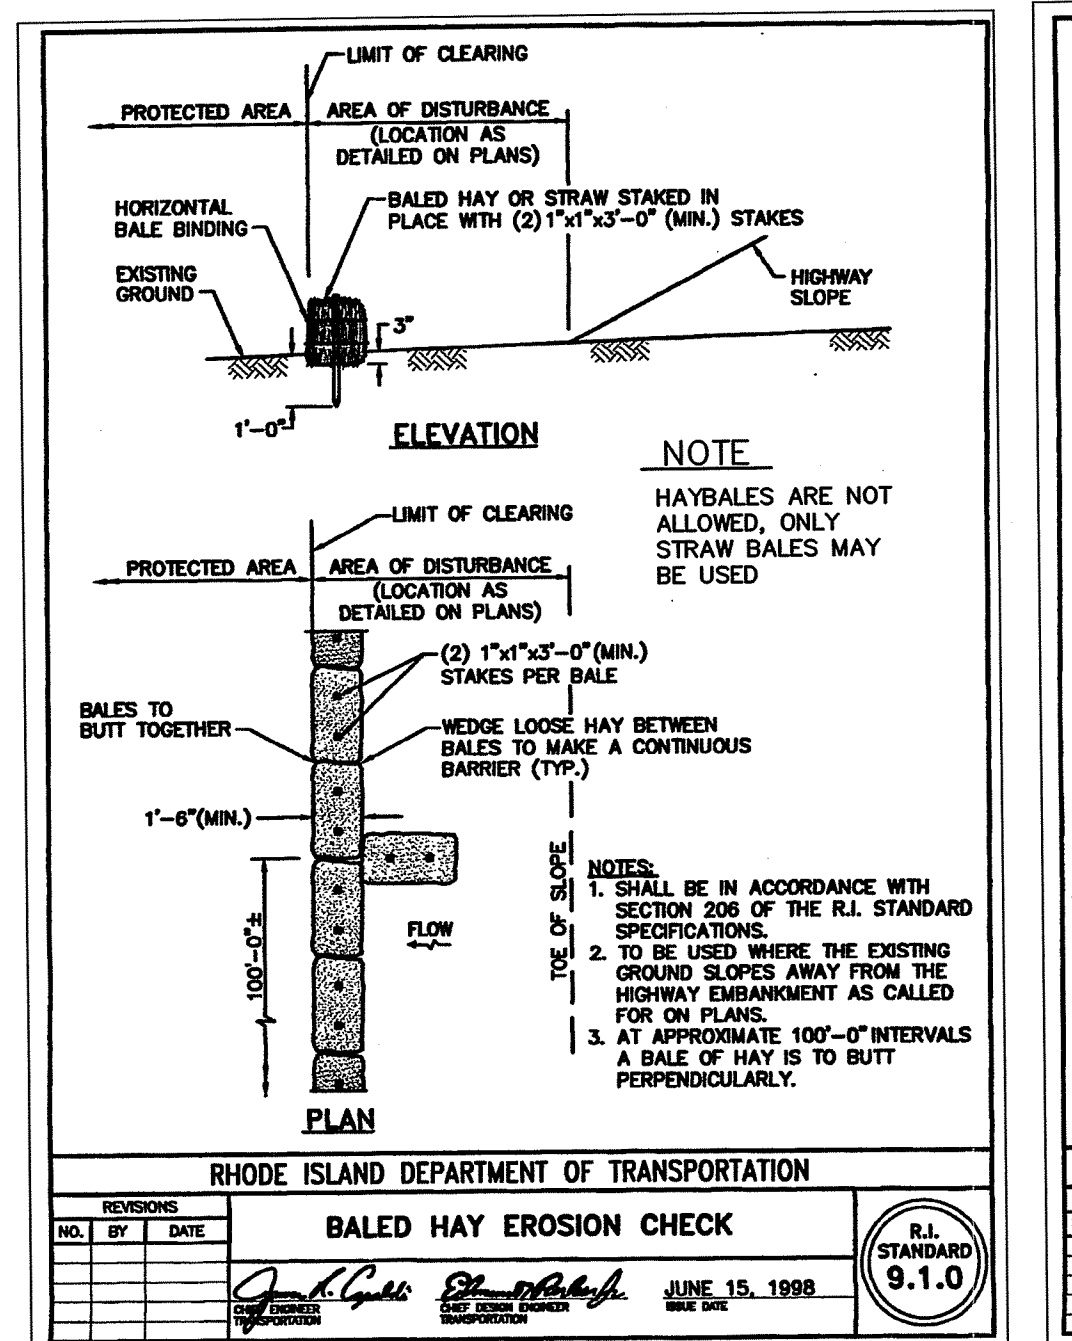 LIMIT OF CLEARING
PROTECTED AREA
AREA OF DISTURBANCE
(LOCATION AS
DETAILED ON PLANS)
BALED HAY OR STRAW STAKED IN
PLACE WITH (2) 1"x1"x3'-0" (MIN.) STAKES
HORIZONTAL
BALE BINDING
EXISTING
GROUND
HIGHWAY
SLOPE
3"
1'-0"
ELEVATION
NOTE
HAYBALES ARE NOT
ALLOWED, ONLY
STRAW BALES MAY
BE USED
LIMIT OF CLEARING
PROTECTED AREA
AREA OF DISTURBANCE
(LOCATION AS
DETAILED ON PLANS)
(2) 1"x1"x3'-0"(MIN.)
STAKES PER BALE
BALES TO
BUTT TOGETHER
WEDGE LOOSE HAY BETWEEN
BALES TO MAKE A CONTINUOUS
BARRIER (TYP.)
1'-6"(MIN.)
100'-0"±
FLOW
TOE OF SLOPE
NOTES:
1. SHALL BE IN ACCORDANCE WITH
SECTION 206 OF THE R.I. STANDARD
SPECIFICATIONS.
2. TO BE USED WHERE THE EXISTING
GROUND SLOPES AWAY FROM THE
HIGHWAY EMBANKMENT AS CALLED
FOR ON PLANS.
3. AT APPROXIMATE 100'-0" INTERVALS
A BALE OF HAY IS TO BUTT
PERPENDICULARLY.
PLAN
RHODE ISLAND DEPARTMENT OF TRANSPORTATION
REVISIONS
NO. BY DATE
BALED HAY EROSION CHECK
R.I.
STANDARD
9.1.0
CHIEF ENGINEER
TRANSPORTATION
CHIEF DESIGN ENGINEER
TRANSPORTATION
JUNE 15, 1998
ISSUE DATE